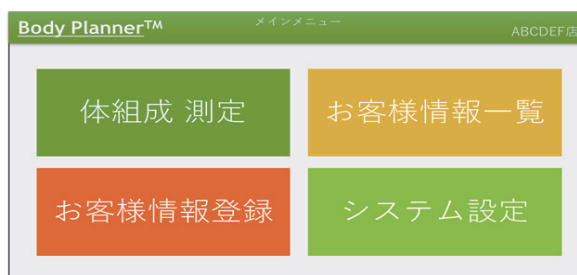 Body Planner™
メインメニュー
ABCDEF店
体組成 測定
お客様情報一覧
お客様情報登録
システム設定